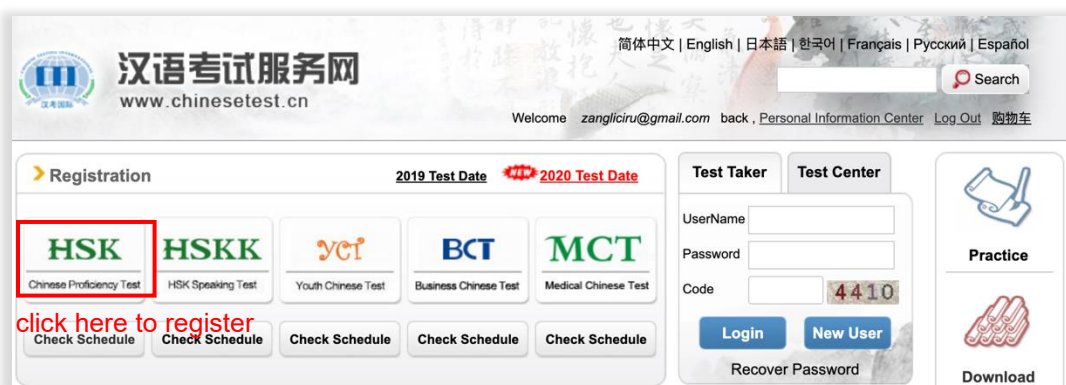 简体中文 | English | 日本語 | 한국어 | Français | Русский | Español
汉语考试服务网
www.chinesetest.cn
汉考国际
Search
Welcome zangliciru@gmail.com back , Personal Information Center Log Out 购物车
Registration
2019 Test Date NEW 2020 Test Date
HSK HSKK YCT BCT MCT
Chinese Proficiency Test HSK Speaking Test Youth Chinese Test Business Chinese Test Medical Chinese Test
click here to register
Check Schedule Check Schedule Check Schedule Check Schedule Check Schedule
Test Taker Test Center
UserName
Password
Code 4410
Login New User
Recover Password
Practice
Download